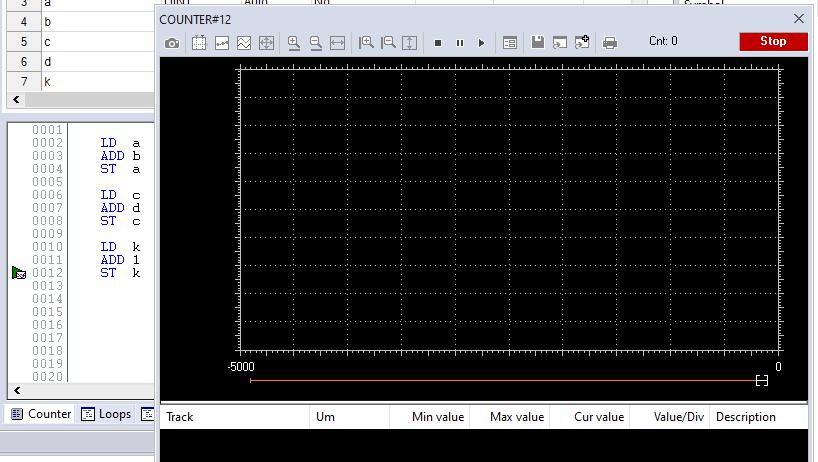 3 a
4 b
5 c
6 d
7 k
COUNTER#12
Cnt: 0
Stop
0001
0002 LD a
0003 ADD b
0004 ST a
0005
0006 LD c
0007 ADD d
0008 ST c
0009
0010 LD k
0011 ADD 1
0012 ST k
0013
0014
0015
0016
0017
0018
0019
0020
-5000 0
Counter Loops
Track Um Min value Max value Cur value Value/Div Description